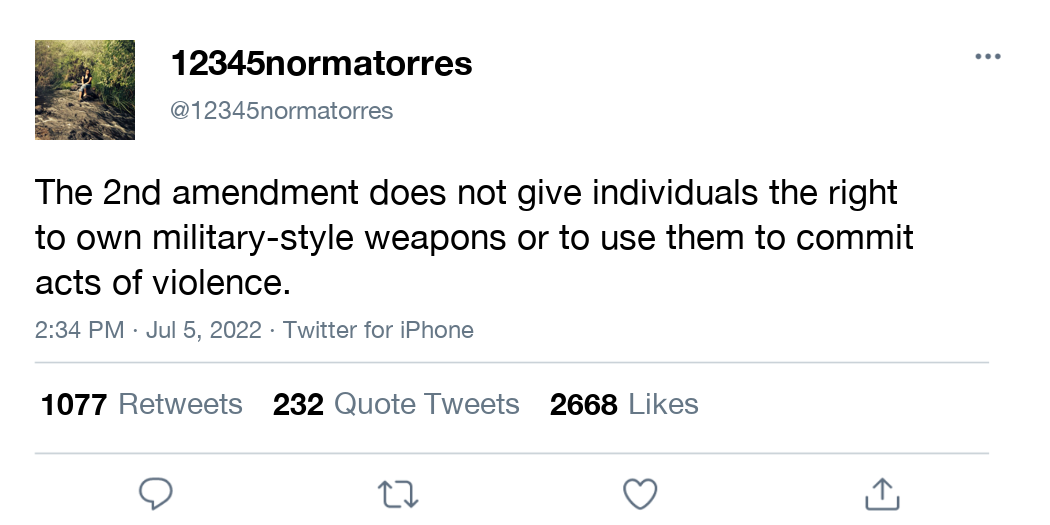 12345normatorres
@12345normatorres
The 2nd amendment does not give individuals the right
to own military-style weapons or to use them to commit
acts of violence.
2:34 PM · Jul 5, 2022 · Twitter for iPhone
1077 Retweets 232 Quote Tweets 2668 Likes